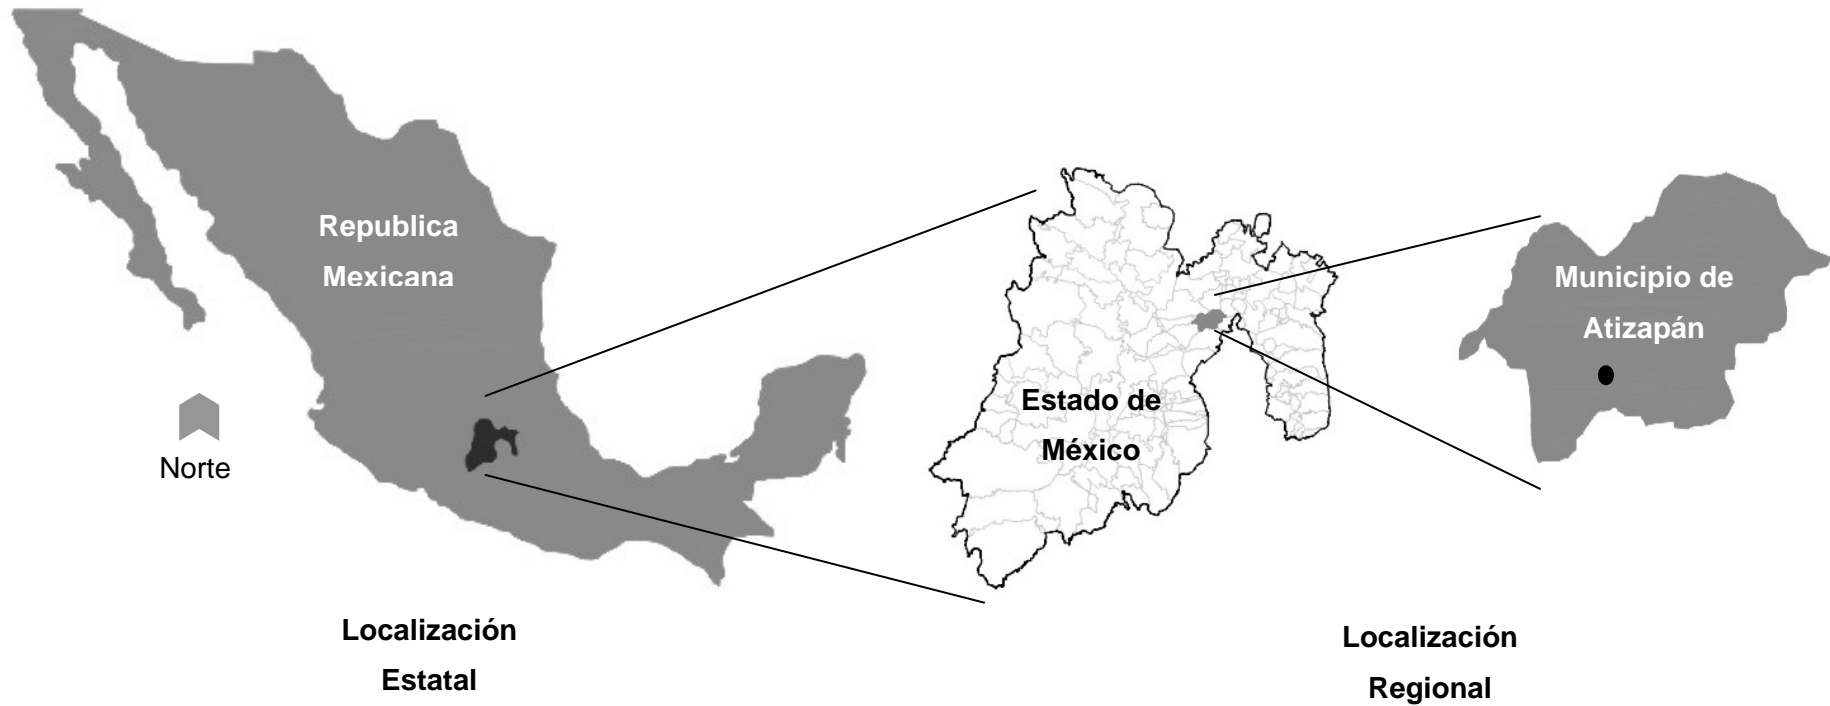 Republica
Mexicana
Norte
Localización
Estatal
Estado de
México
Municipio de
Atizapán
Localización
Regional